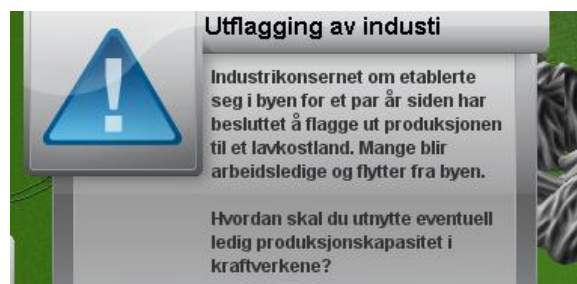 Utflagging av industi
Industrikonsernet om etablerte
seg i byen for et par år siden har
besluttet å flagge ut produksjonen
til et lavkostland. Mange blir
arbeidsledige og flytter fra byen.
Hvordan skal du utnytte eventuell
ledig produksjonskapasitet i
kraftverkene?